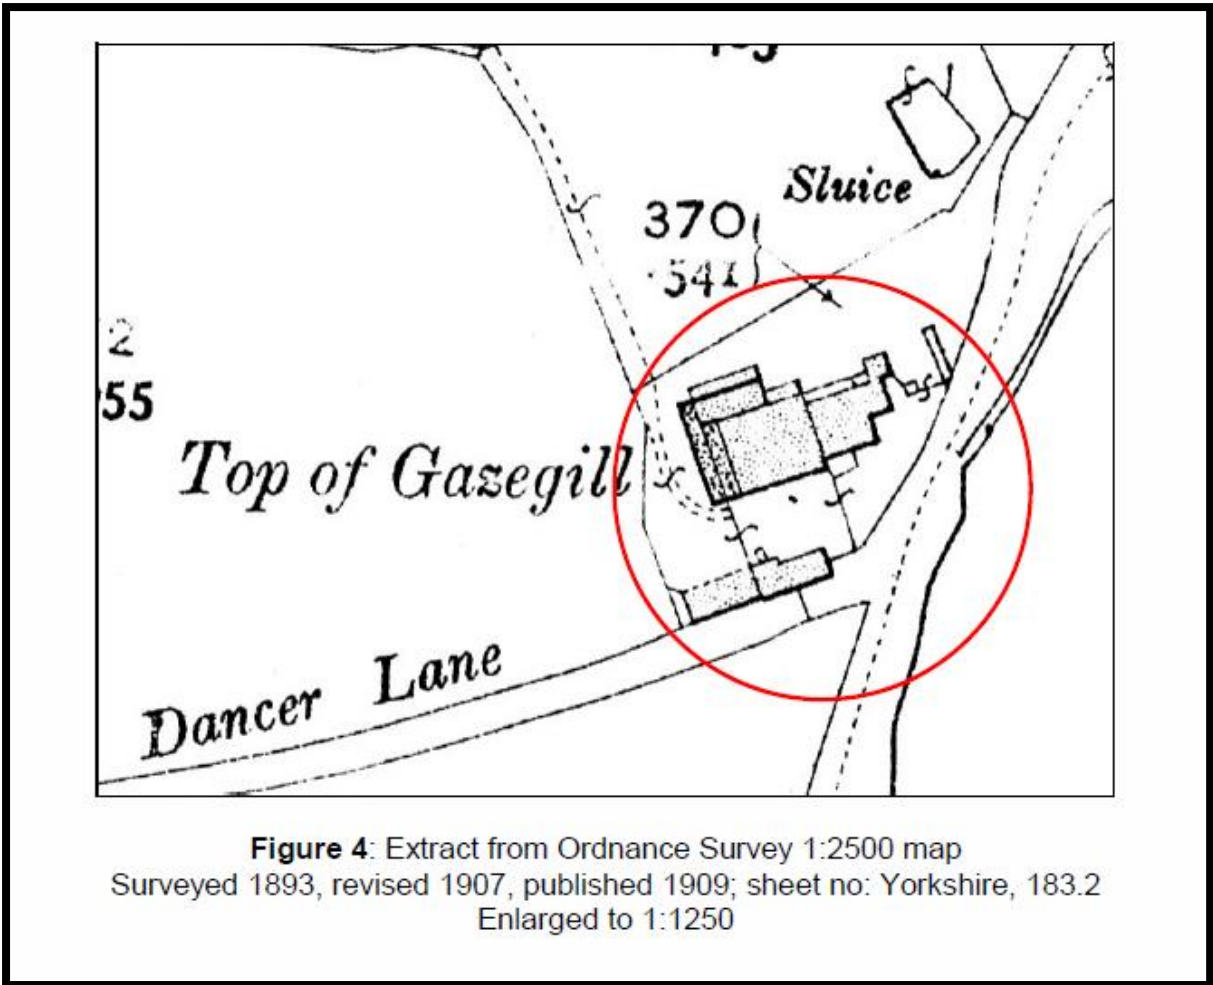 Sluice
370
541
2
55
Top of Gazegill
Dancer Lane
Figure 4: Extract from Ordnance Survey 1:2500 map
Surveyed 1893, revised 1907, published 1909; sheet no: Yorkshire, 183.2
Enlarged to 1:1250